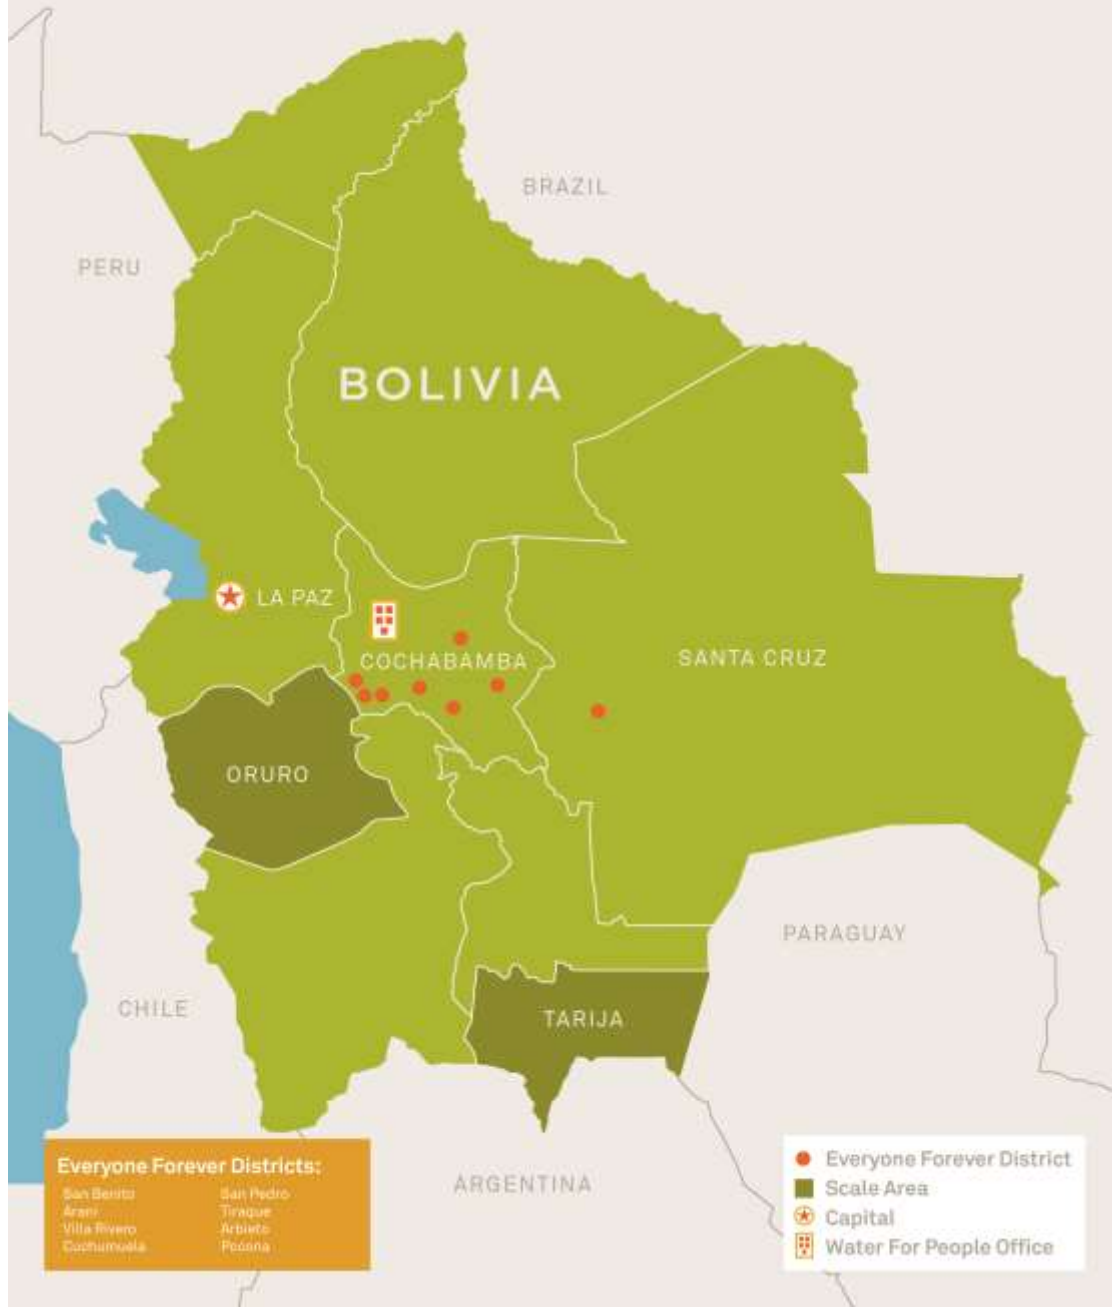 BRAZIL
PERU
BOLIVIA
LA PAZ
COCHABAMBA
SANTA CRUZ
ORURO
PARAGUAY
CHILE
TARIJA
ARGENTINA
Everyone Forever Districts:
San Benito
Arani
Villa Rivero
Cuchumuela
San Pedro
Tiraque
Arbieto
Pocona
Everyone Forever District
Scale Area
Capital
Water For People Office